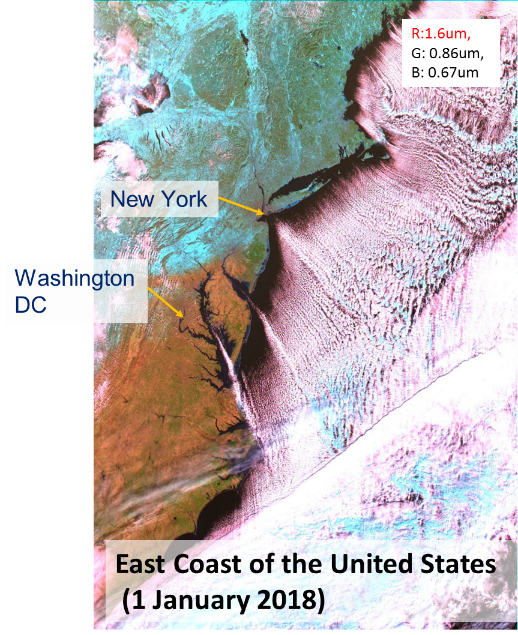 R:1.6um,
G: 0.86um,
B: 0.67um
New York
Washington
DC
East Coast of the United States
(1 January 2018)